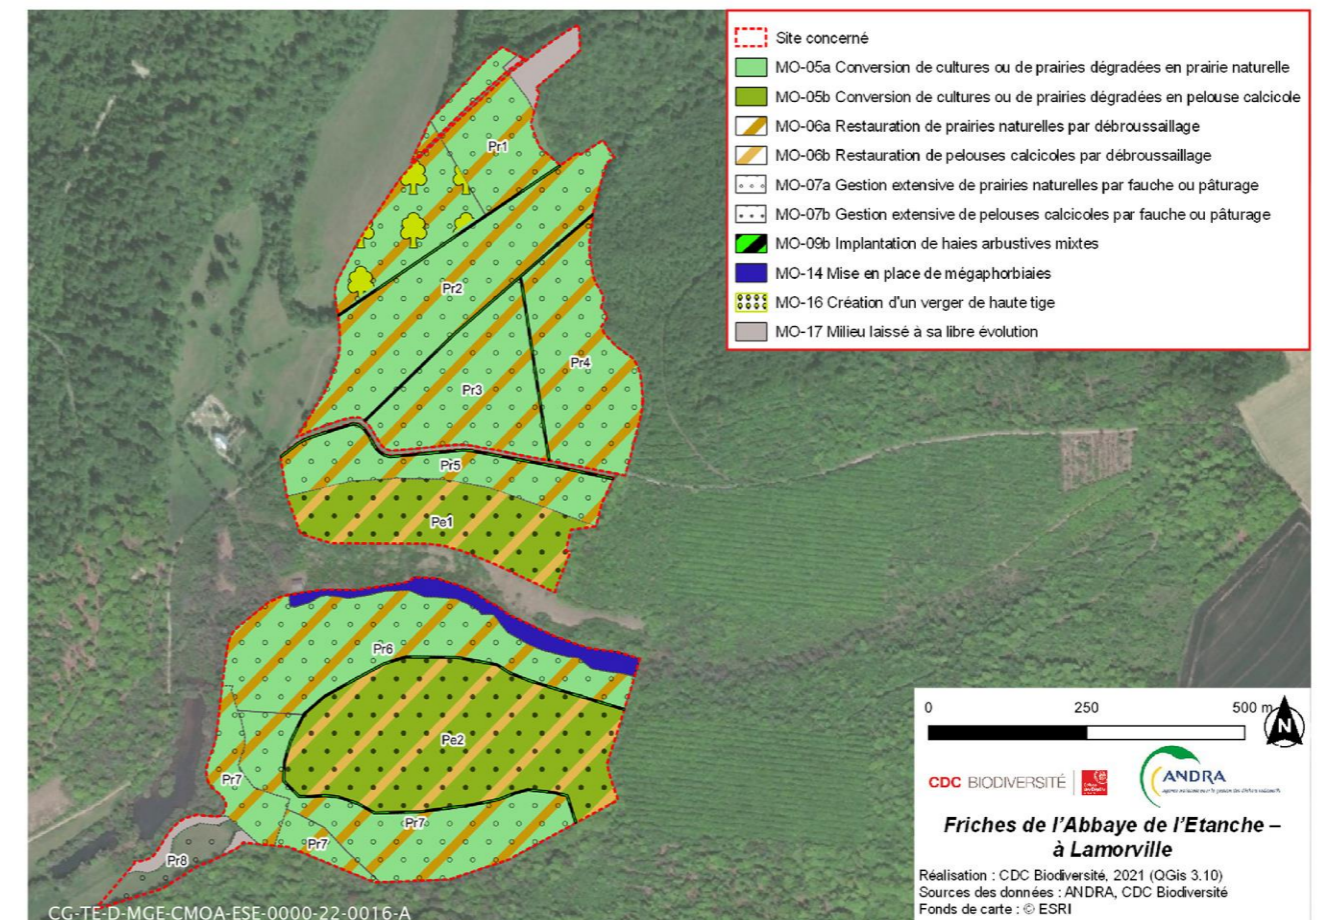 Site concerné
MO-05a Conversion de cultures ou de prairies dégradées en prairie naturelle
MO-05b Conversion de cultures ou de prairies dégradées en pelouse calcicole
MO-06a Restauration de prairies naturelles par débroussaillage
MO-06b Restauration de pelouses calcicoles par débroussaillage
MO-07a Gestion extensive de prairies naturelles par fauche ou pâturage
MO-07b Gestion extensive de pelouses calcicoles par fauche ou pâturage
MO-09b Implantation de haies arbustives mixtes
MO-14 Mise en place de mégaphorbiaies
MO-16 Création d'un verger de haute tige
MO-17 Milieu laissé à sa libre évolution
Pr1
Pr2
Pr4
Pr3
Pr5
Pe1
Pr6
Pe2
Pr7
Pr7
Pr7
Pr8
0 250 500 m
N
CDC BIODIVERSITÉ
ANDRA
Friches de l'Abbaye de l'Etanche –
à Lamorville
Réalisation : CDC Biodiversité, 2021 (QGis 3.10)
Sources des données : ANDRA, CDC Biodiversité
Fonds de carte : © ESRI
CG-TE-D-MGE-CMOA-ESE-0000-22-0016-A